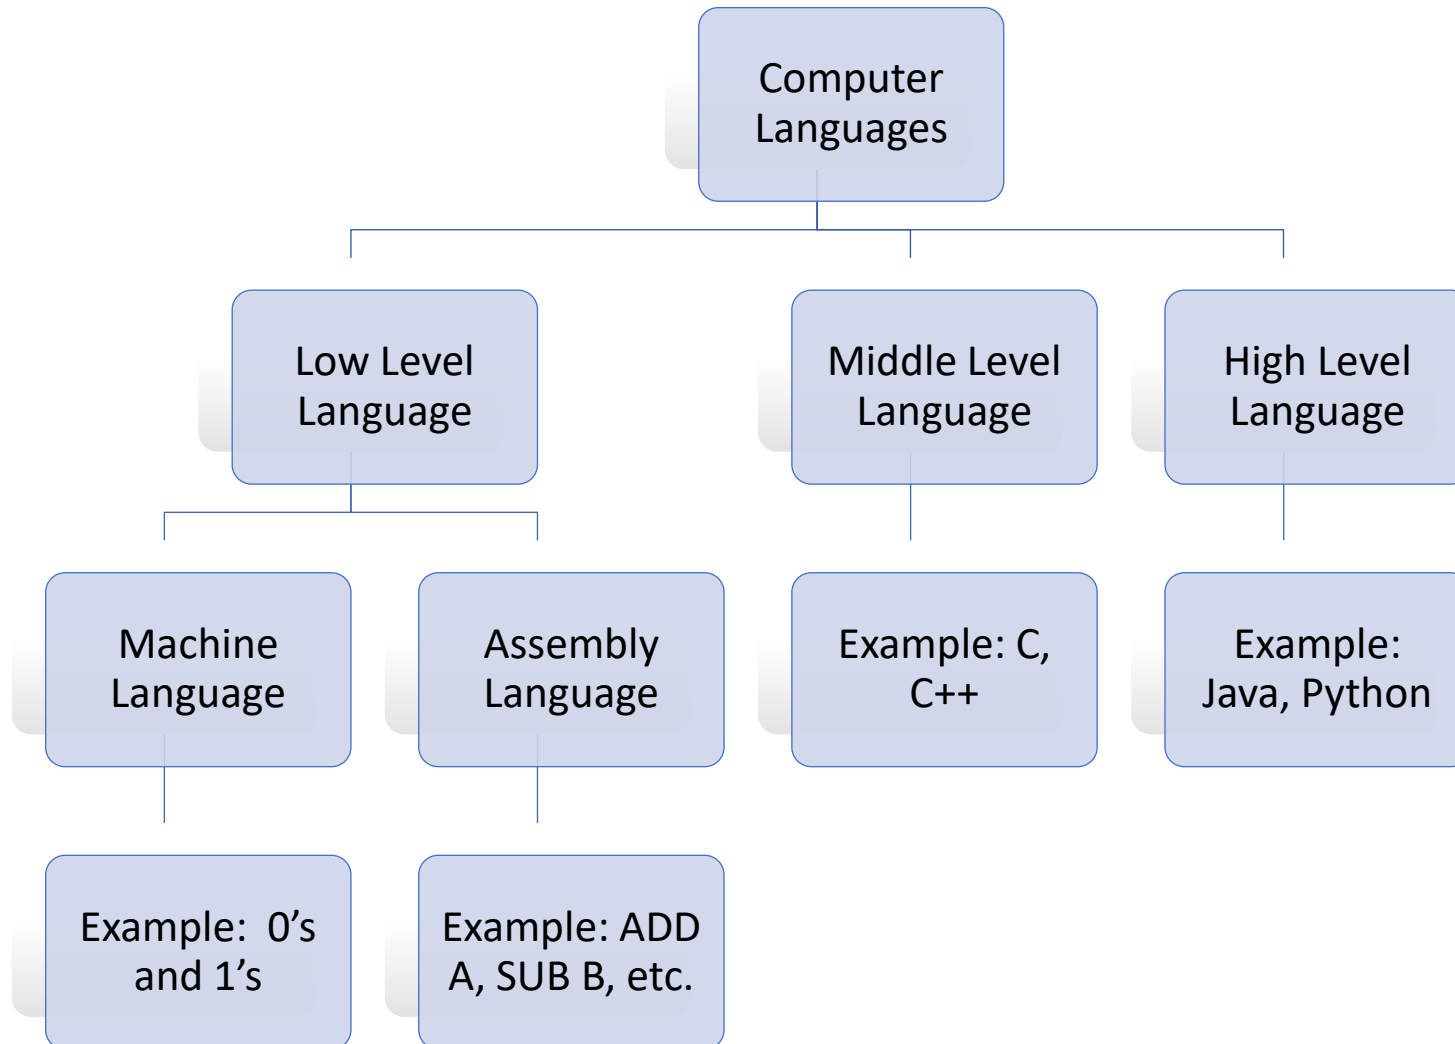 Computer
Languages
Low Level
Language
Middle Level
Language
High Level
Language
Machine
Language
Assembly
Language
Example: C,
C++
Example:
Java, Python
Example:  0’s
and 1’s
Example: ADD
A, SUB B, etc.